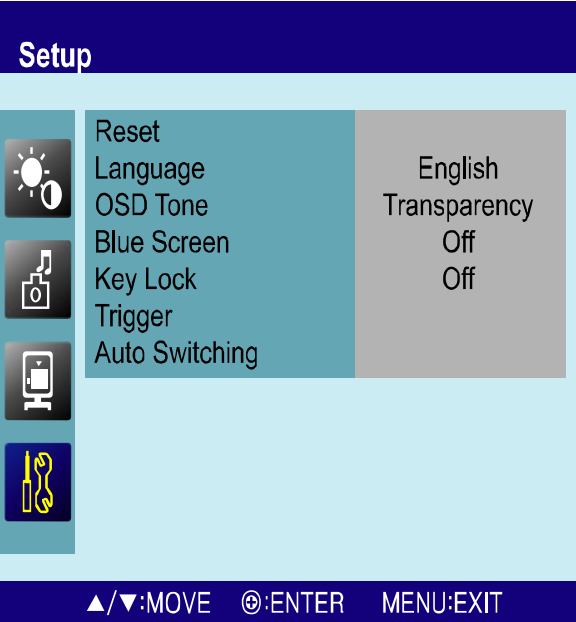 Setup
Reset
Language English
OSD Tone Transparency
Blue Screen Off
Key Lock Off
Trigger
Auto Switching
▲/▼:MOVE ⊕:ENTER MENU:EXIT